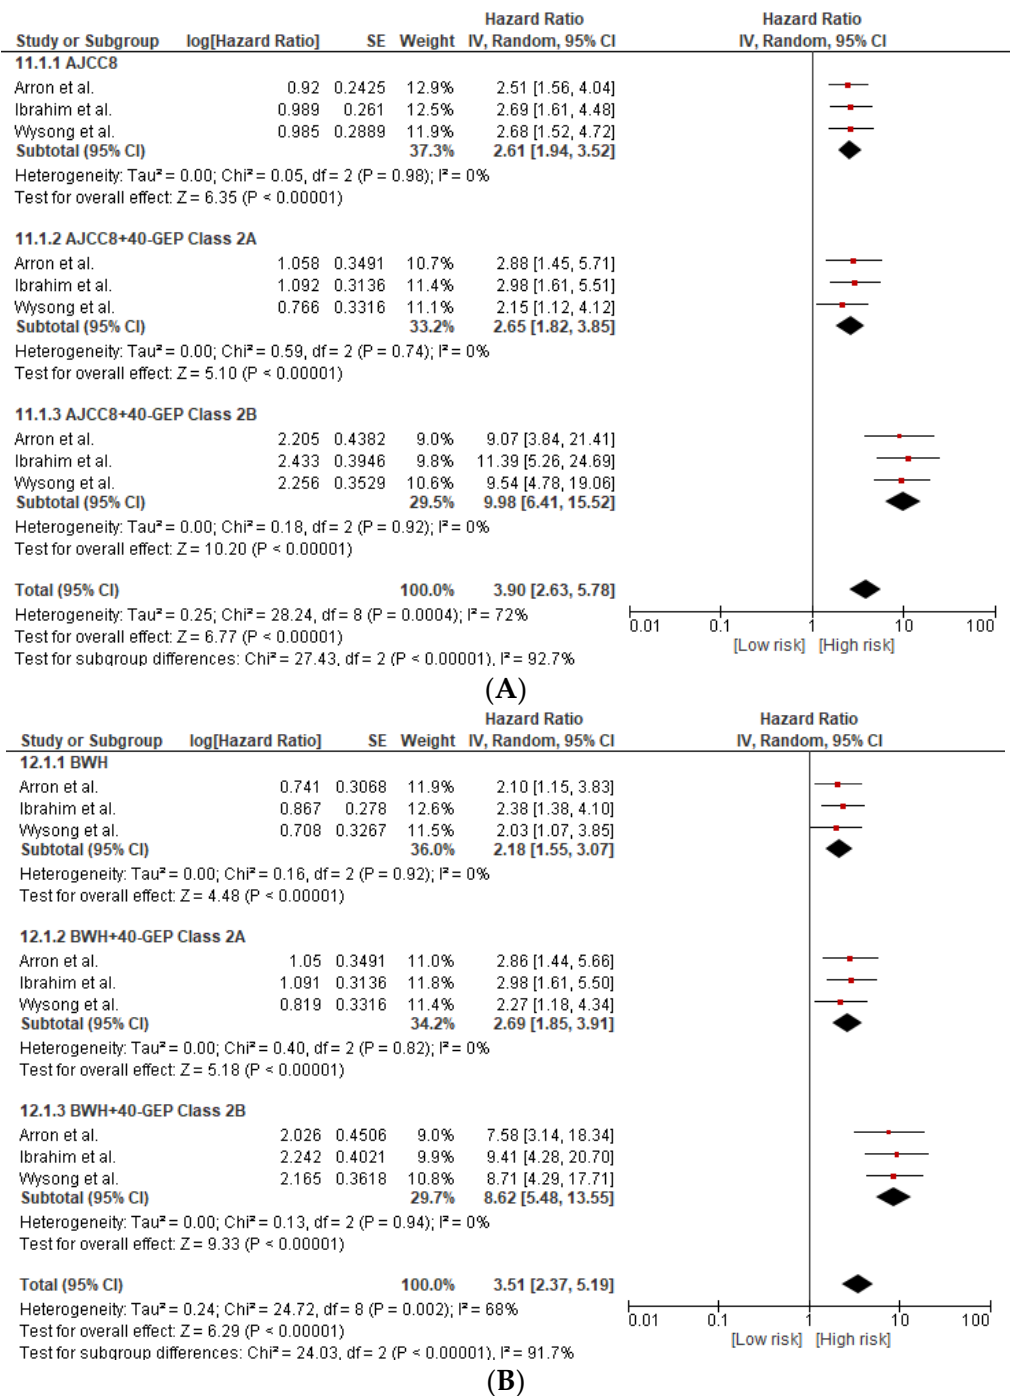 Hazard Ratio Hazard Ratio
Study or Subgroup log[Hazard Ratio] SE Weight IV, Random, 95% CI IV, Random, 95% CI
11.1.1 AJCC8
Arron et al. 0.92 0.2425 12.9% 2.51 [1.56, 4.04]
Ibrahim et al. 0.989 0.261 12.5% 2.69 [1.61, 4.48]
Wysong et al. 0.985 0.2889 11.9% 2.68 [1.52, 4.72]
Subtotal (95% CI) 37.3% 2.61 [1.94, 3.52]
Heterogeneity: Tau² = 0.00; Chi² = 0.05, df = 2 (P = 0.98); I² = 0%
Test for overall effect: Z = 6.35 (P < 0.00001)
11.1.2 AJCC8+40-GEP Class 2A
Arron et al. 1.058 0.3491 10.7% 2.88 [1.45, 5.71]
Ibrahim et al. 1.092 0.3136 11.4% 2.98 [1.61, 5.51]
Wysong et al. 0.766 0.3316 11.1% 2.15 [1.12, 4.12]
Subtotal (95% CI) 33.2% 2.65 [1.82, 3.85]
Heterogeneity: Tau² = 0.00; Chi² = 0.59, df = 2 (P = 0.74); I² = 0%
Test for overall effect: Z = 5.10 (P < 0.00001)
11.1.3 AJCC8+40-GEP Class 2B
Arron et al. 2.205 0.4382 9.0% 9.07 [3.84, 21.41]
Ibrahim et al. 2.433 0.3946 9.8% 11.39 [5.26, 24.69]
Wysong et al. 2.256 0.3529 10.6% 9.54 [4.78, 19.06]
Subtotal (95% CI) 29.5% 9.98 [6.41, 15.52]
Heterogeneity: Tau² = 0.00; Chi² = 0.18, df = 2 (P = 0.92); I² = 0%
Test for overall effect: Z = 10.20 (P < 0.00001)
Total (95% CI) 100.0% 3.90 [2.63, 5.78]
Heterogeneity: Tau² = 0.25; Chi² = 28.24, df = 8 (P = 0.0004); I² = 72%
Test for overall effect: Z = 6.77 (P < 0.00001)
Test for subgroup differences: Chi² = 27.43, df = 2 (P < 0.00001), I² = 92.7%
0.01 0.1 1 10 100
[Low risk] [High risk]
(A)
Hazard Ratio Hazard Ratio
Study or Subgroup log[Hazard Ratio] SE Weight IV, Random, 95% CI IV, Random, 95% CI
12.1.1 BWH
Arron et al. 0.741 0.3068 11.9% 2.10 [1.15, 3.83]
Ibrahim et al. 0.867 0.278 12.6% 2.38 [1.38, 4.10]
Wysong et al. 0.708 0.3267 11.5% 2.03 [1.07, 3.85]
Subtotal (95% CI) 36.0% 2.18 [1.55, 3.07]
Heterogeneity: Tau² = 0.00; Chi² = 0.16, df = 2 (P = 0.92); I² = 0%
Test for overall effect: Z = 4.48 (P < 0.00001)
12.1.2 BWH+40-GEP Class 2A
Arron et al. 1.05 0.3491 11.0% 2.86 [1.44, 5.66]
Ibrahim et al. 1.091 0.3136 11.8% 2.98 [1.61, 5.50]
Wysong et al. 0.819 0.3316 11.4% 2.27 [1.18, 4.34]
Subtotal (95% CI) 34.2% 2.69 [1.85, 3.91]
Heterogeneity: Tau² = 0.00; Chi² = 0.40, df = 2 (P = 0.82); I² = 0%
Test for overall effect: Z = 5.18 (P < 0.00001)
12.1.3 BWH+40-GEP Class 2B
Arron et al. 2.026 0.4506 9.0% 7.58 [3.14, 18.34]
Ibrahim et al. 2.242 0.4021 9.9% 9.41 [4.28, 20.70]
Wysong et al. 2.165 0.3618 10.8% 8.71 [4.29, 17.71]
Subtotal (95% CI) 29.7% 8.62 [5.48, 13.55]
Heterogeneity: Tau² = 0.00; Chi² = 0.13, df = 2 (P = 0.94); I² = 0%
Test for overall effect: Z = 9.33 (P < 0.00001)
Total (95% CI) 100.0% 3.51 [2.37, 5.19]
Heterogeneity: Tau² = 0.24; Chi² = 24.72, df = 8 (P = 0.002); I² = 68%
Test for overall effect: Z = 6.29 (P < 0.00001)
Test for subgroup differences: Chi² = 24.03, df = 2 (P < 0.00001), I² = 91.7%
0.01 0.1 1 10 100
[Low risk] [High risk]
(B)